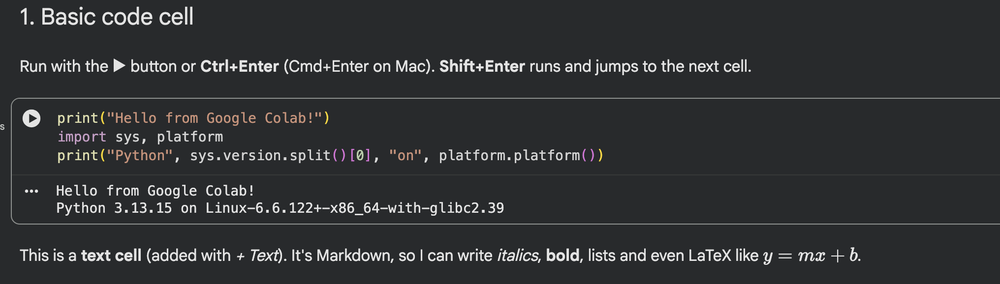 1. Basic code cell
Run with the ▶ button or Ctrl+Enter (Cmd+Enter on Mac). Shift+Enter runs and jumps to the next cell.
s
print("Hello from Google Colab!")
import sys, platform
print("Python", sys.version.split()[0], "on", platform.platform())
Hello from Google Colab!
Python 3.13.15 on Linux-6.6.122+-x86_64-with-glibc2.39
This is a text cell (added with + Text). It's Markdown, so I can write italics, bold, lists and even LaTeX like y = mx + b.